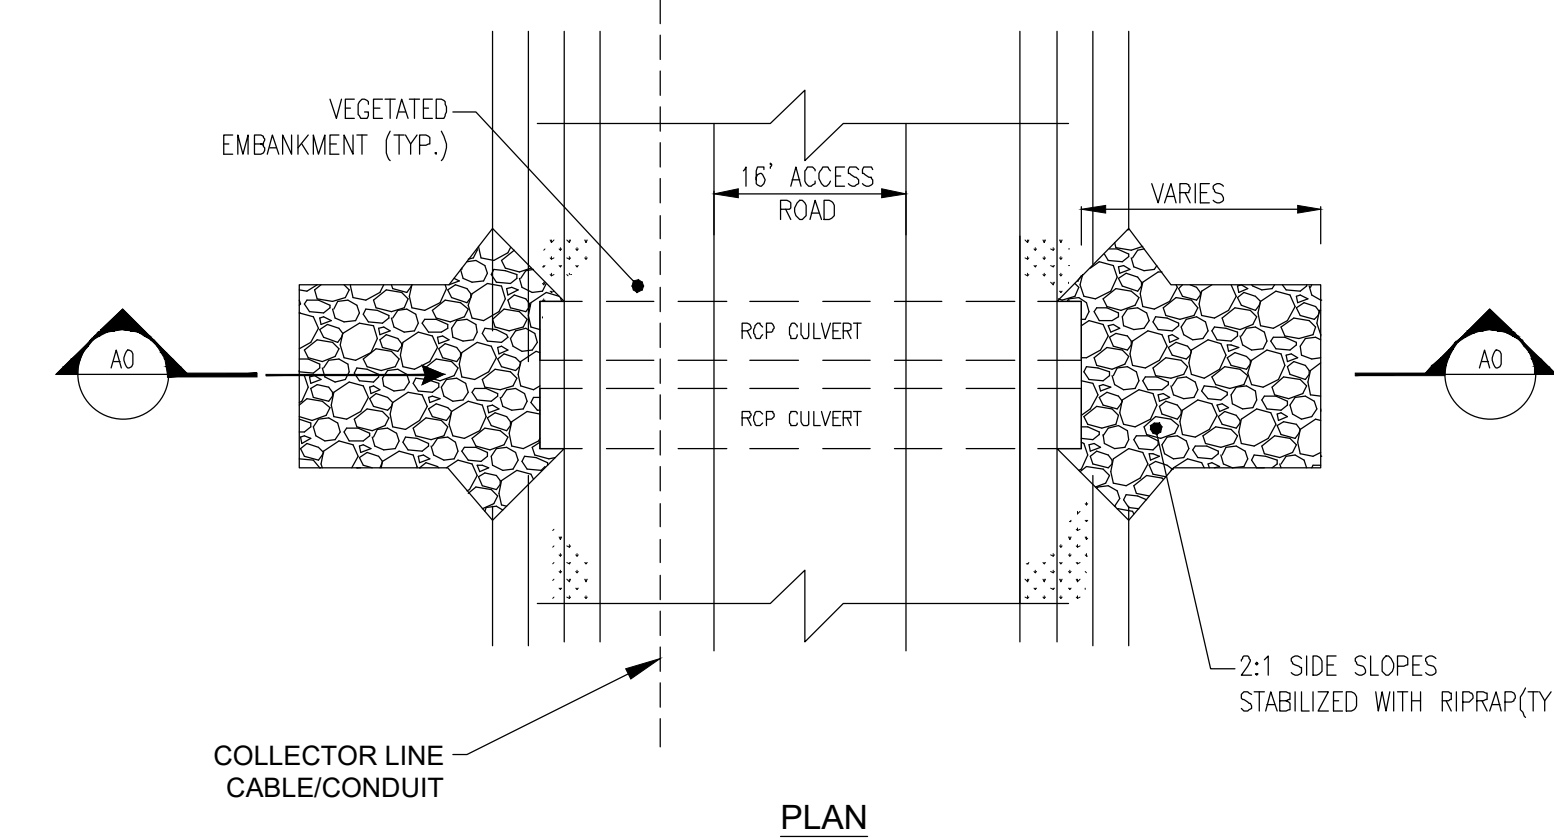 VEGETATED
EMBANKMENT (TYP.)
16' ACCESS
ROAD
VARIES
RCP CULVERT
A0
A0
RCP CULVERT
2:1 SIDE SLOPES
STABILIZED WITH RIPRAP(TY
COLLECTOR LINE
CABLE/CONDUIT
PLAN